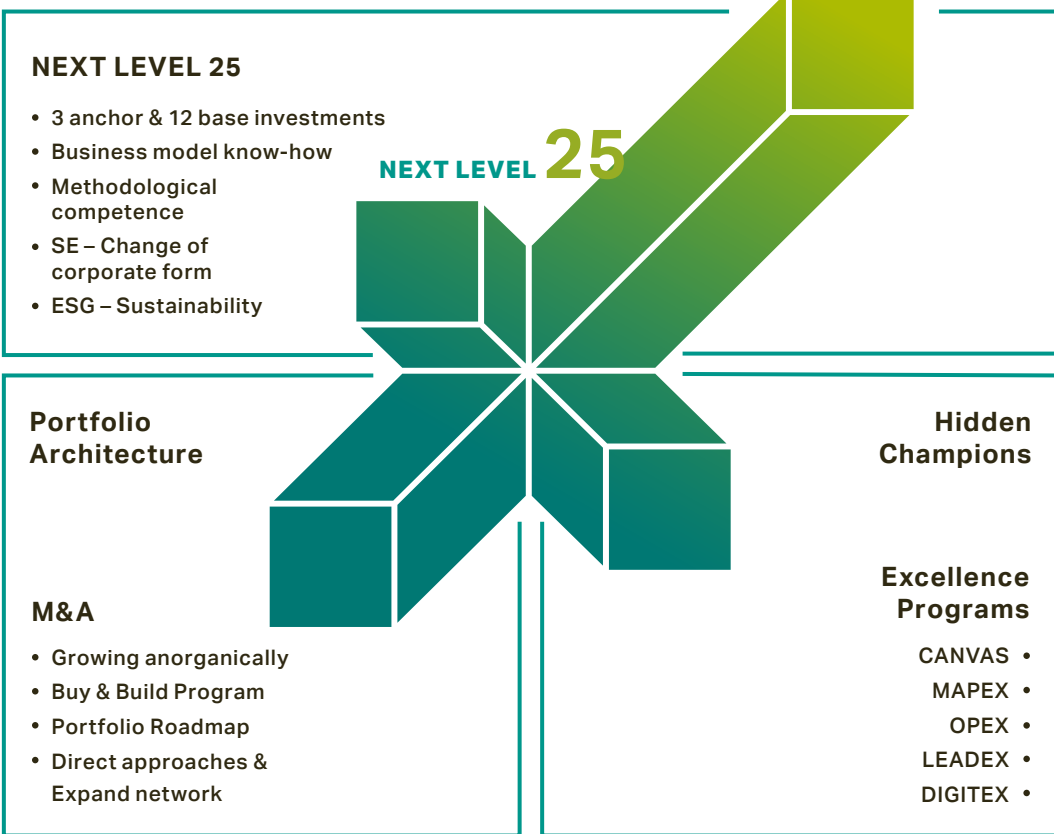 NEXT LEVEL 25
• 3 anchor & 12 base investments
• Business model know-how
• Methodological
competence
• SE – Change of
corporate form
• ESG – Sustainability
NEXT LEVEL 25
Portfolio
Architecture
M&A
• Growing anorganically
• Buy & Build Program
• Portfolio Roadmap
• Direct approaches &
Expand network
Hidden
Champions
Excellence
Programs
CANVAS •
MAPEX •
OPEX •
LEADEX •
DIGITEX •